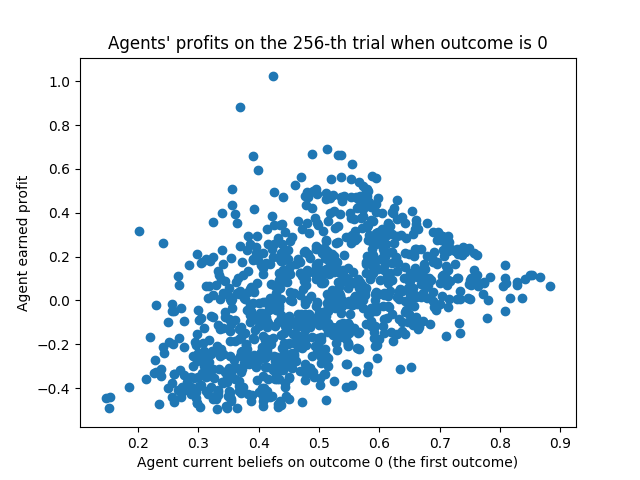 Agents' profits on the 256-th trial when outcome is 0
1.0
0.8
0.6
0.4
0.2
0.0
−0.2
−0.4
Agent earned profit
0.2 0.3 0.4 0.5 0.6 0.7 0.8 0.9
Agent current beliefs on outcome 0 (the first outcome)